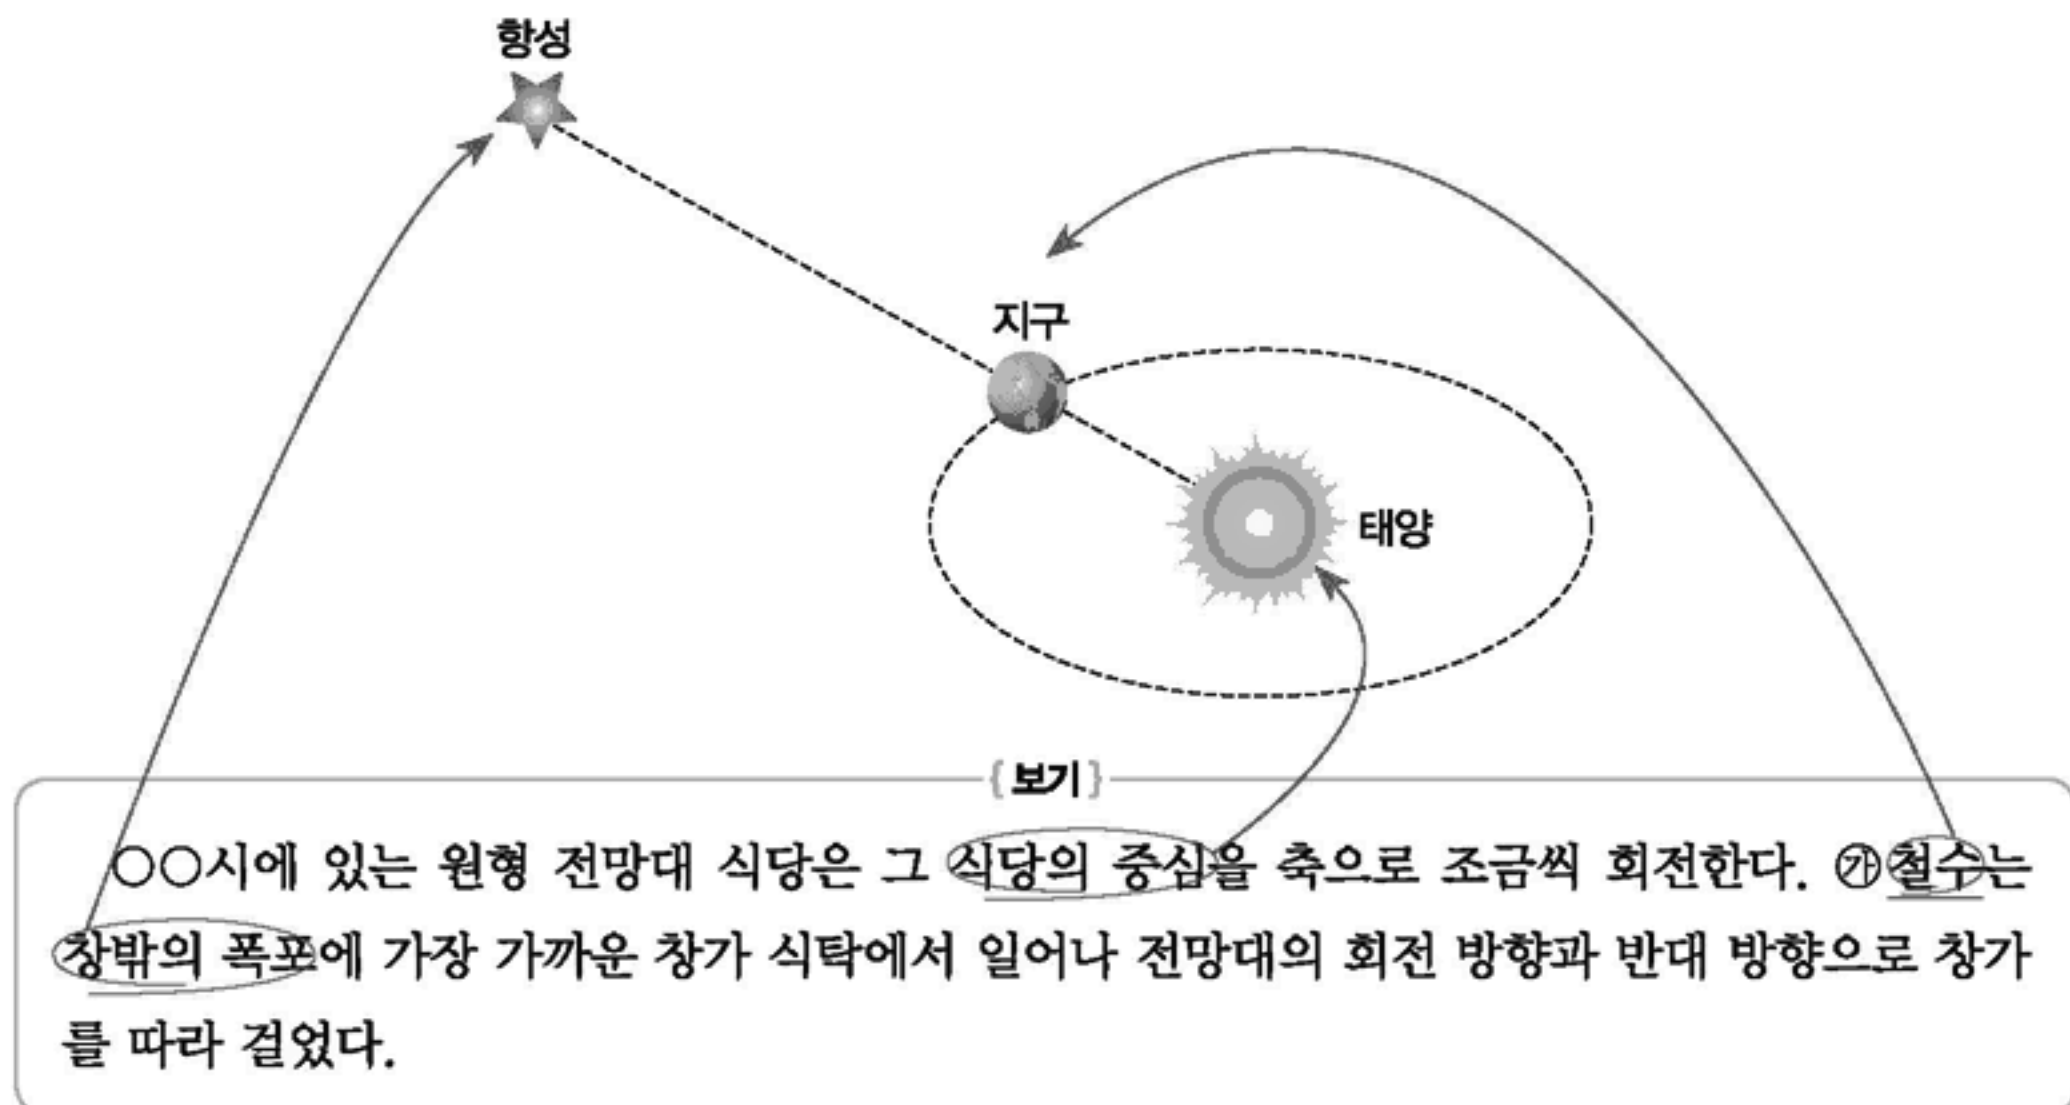 항성
지구
태양
{보기}
○○시에 있는 원형 전망대 식당은 그 식당의 중심을 축으로 조금씩 회전한다. ㉮철수는
창밖의 폭포에 가장 가까운 창가 식탁에서 일어나 전망대의 회전 방향과 반대 방향으로 창가
를 따라 걸었다.